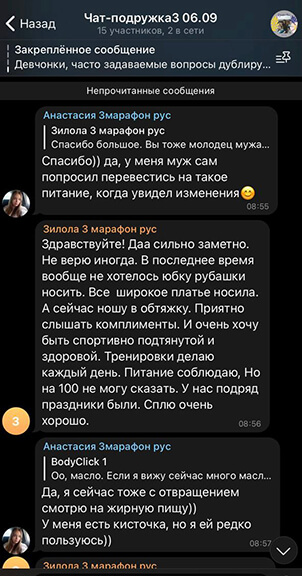 Назад
Чат-подружка3 06.09
15 участников, 2 в сети
Закреплённое сообщение
Девчонки, часто задаваемые вопросы дублиру...
Непрочитанные сообщения
Анастасия 3марафон рус
Зилола 3 марафон рус
Спасибо большое. Вы тоже молодец мужа...
Спасибо)) да, у меня муж сам
попросил перевестись на такое
питание, когда увидел изменения😊
08:55
Зилола 3 марафон рус
Здравствуйте! Даа сильно заметно.
Не верю иногда. В последнее время
вообще не хотелось юбку рубашки
носить. Все широкое платье носила.
А сейчас ношу в обтяжку. Приятно
слышать комплименты. И очень хочу
быть спортивно подтянутой и
здоровой. Тренировки делаю
каждый день. Питание соблюдаю, Но
на 100 не могу сказать. У нас подряд
праздники были. Сплю очень
хорошо.
08:56
З
Анастасия 3марафон рус
BodyClick 1
Оо, масло. Если я вижу сейчас много масл...
Да, я сейчас тоже с отвращением
смотрю на жирную пищу))
У меня есть кисточка, но я ей редко
пользуюсь))
08:57